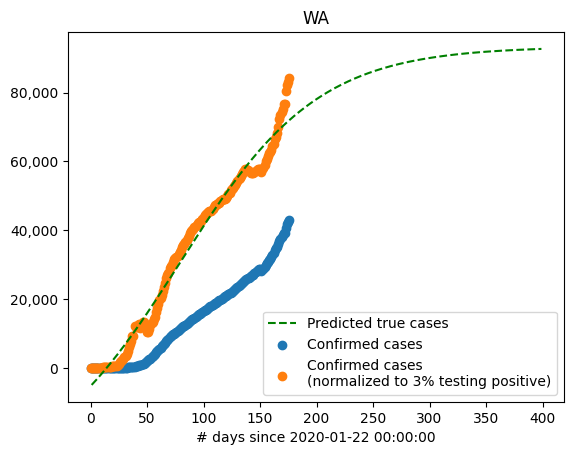 WA
80,000
60,000
40,000
20,000
0
Predicted true cases
Confirmed cases
Confirmed cases
(normalized to 3% testing positive)
0 50 100 150 200 250 300 350 400
# days since 2020-01-22 00:00:00